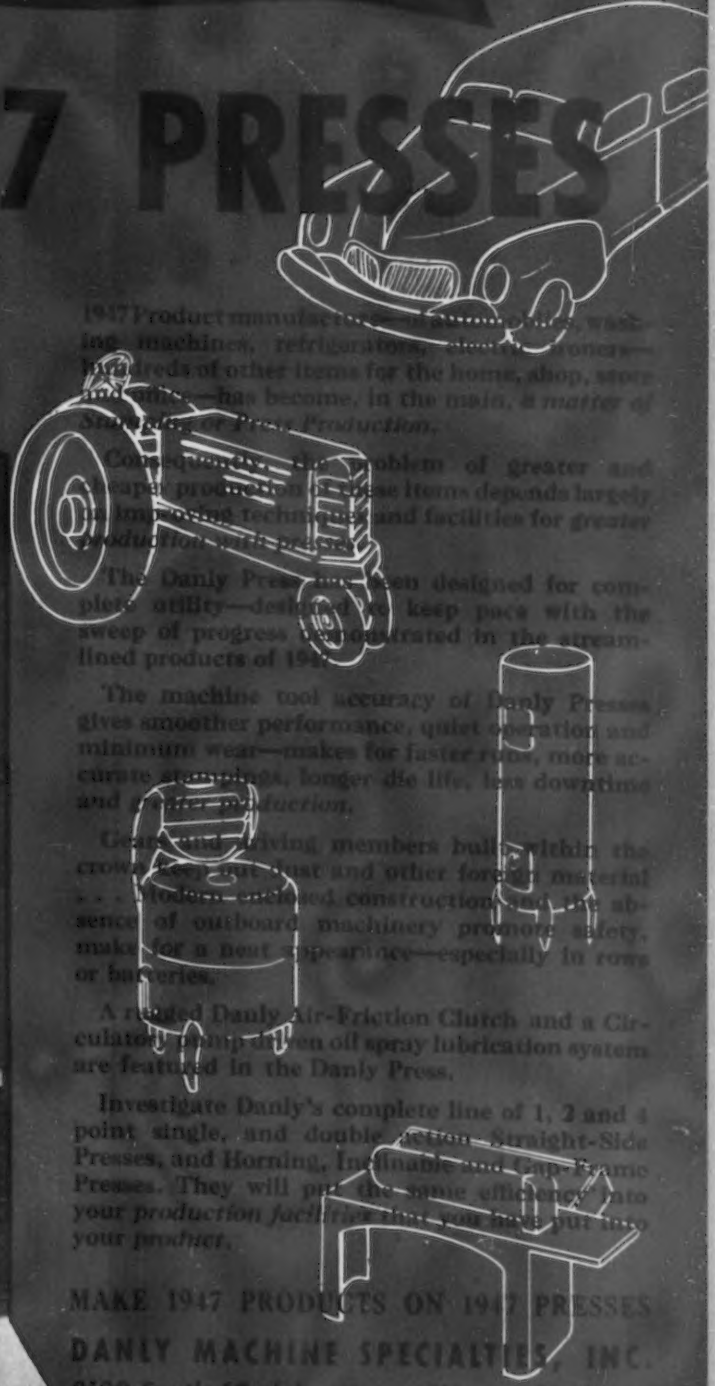 7 PRESSES
1947 Product manufacture—of automobiles, wash-
ing machines, refrigerators, electric ironers—
hundreds of other items for the home, shop, store
and office—has become, in the main, a matter of
Stamping or Press Production.
Consequently, the problem of greater and
cheaper production of these items depends largely
on improving techniques and facilities for greater
production with presses.
The Danly Press has been designed for com-
plete utility—designed to keep pace with the
sweep of progress demonstrated in the stream-
lined products of 1947
The machine tool accuracy of Danly Presses
gives smoother performance, quiet operation and
minimum wear—makes for faster runs, more ac-
curate stampings, longer die life, less downtime
and greater production.
Gears and driving members built within the
crown keep out dust and other foreign material
. . . Modern enclosed construction and the ab-
sence of outboard machinery promote safety,
make for a neat appearance—especially in rows
or batteries.
A rugged Danly Air-Friction Clutch and a Cir-
culatory pump driven oil spray lubrication system
are featured in the Danly Press.
Investigate Danly's complete line of 1, 2 and 4
point single, and double action Straight-Side
Presses, and Horning, Inclinable and Gap-Frame
Presses. They will put the same efficiency into
your production facilities that you have put into
your product.
MAKE 1947 PRODUCTS ON 1947 PRESSES
DANLY MACHINE SPECIALTIES, INC.